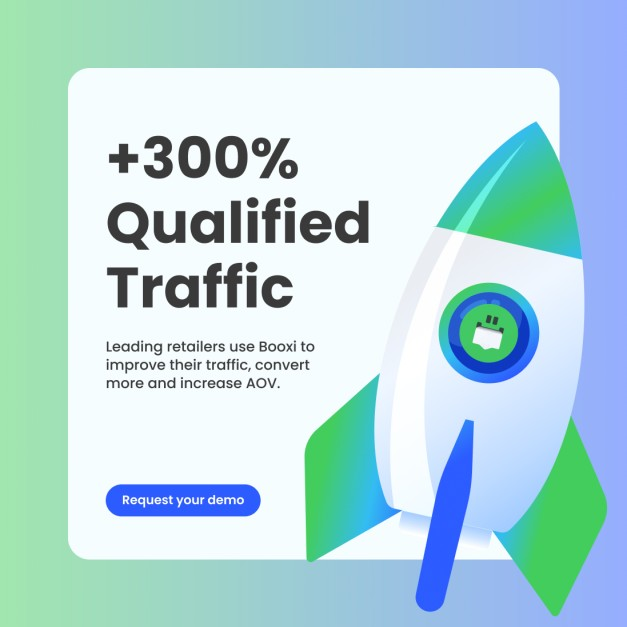 +300%
Qualified
Traffic
Leading retailers use Booxi to
improve their traffic, convert
more and increase AOV.
Request your demo